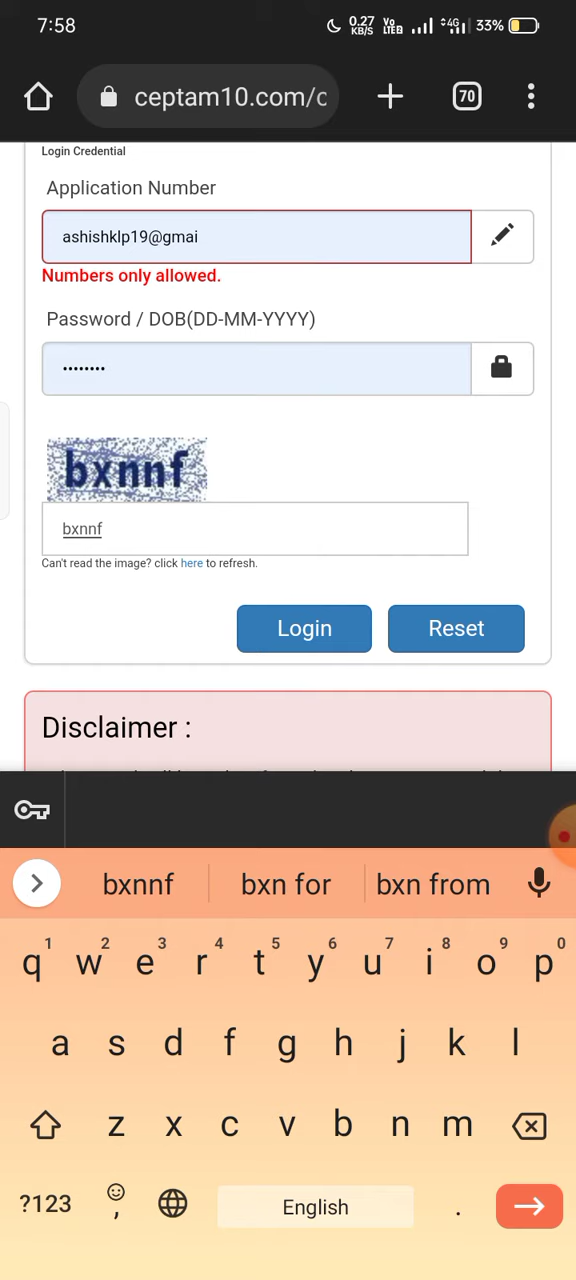 7:58 0.27 KB/S Vo LTE2 4G 33%
ceptam10.com/c 70
Login Credential
Application Number
ashishklp19@gmai
Numbers only allowed.
Password / DOB(DD-MM-YYYY)
••••••••
bxnnf
bxnnf
Can't read the image? click here to refresh.
Login Reset
Disclaimer :
bxnnf bxn for bxn from
1 2 3 4 5 6 7 8 9 0
q w e r t y u i o p
a s d f g h j k l
z x c v b n m
?123 , English .